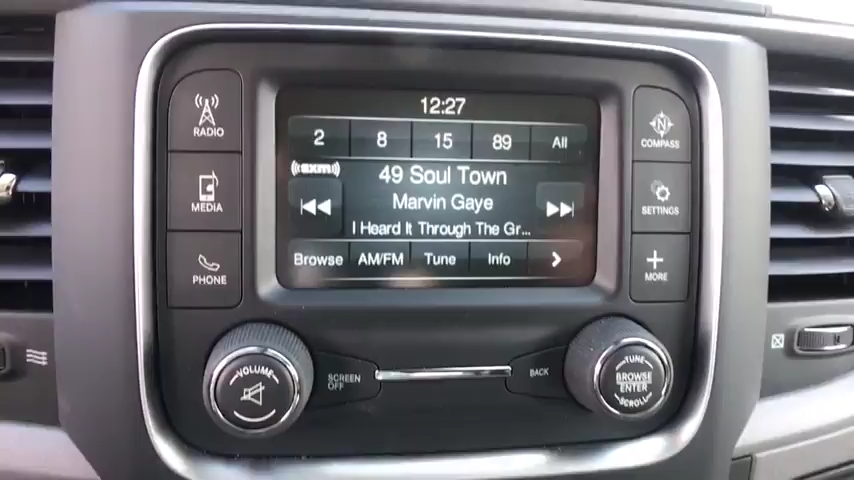 12:27
RADIO
2 8 15 89 All
N
COMPASS
((sxm))
49 Soul Town
MEDIA
Marvin Gaye
SETTINGS
I Heard It Through The Gr...
PHONE
Browse AM/FM Tune Info
MORE
VOLUME
SCREEN
OFF
BACK
TUNE
BROWSE
ENTER
SCROLL